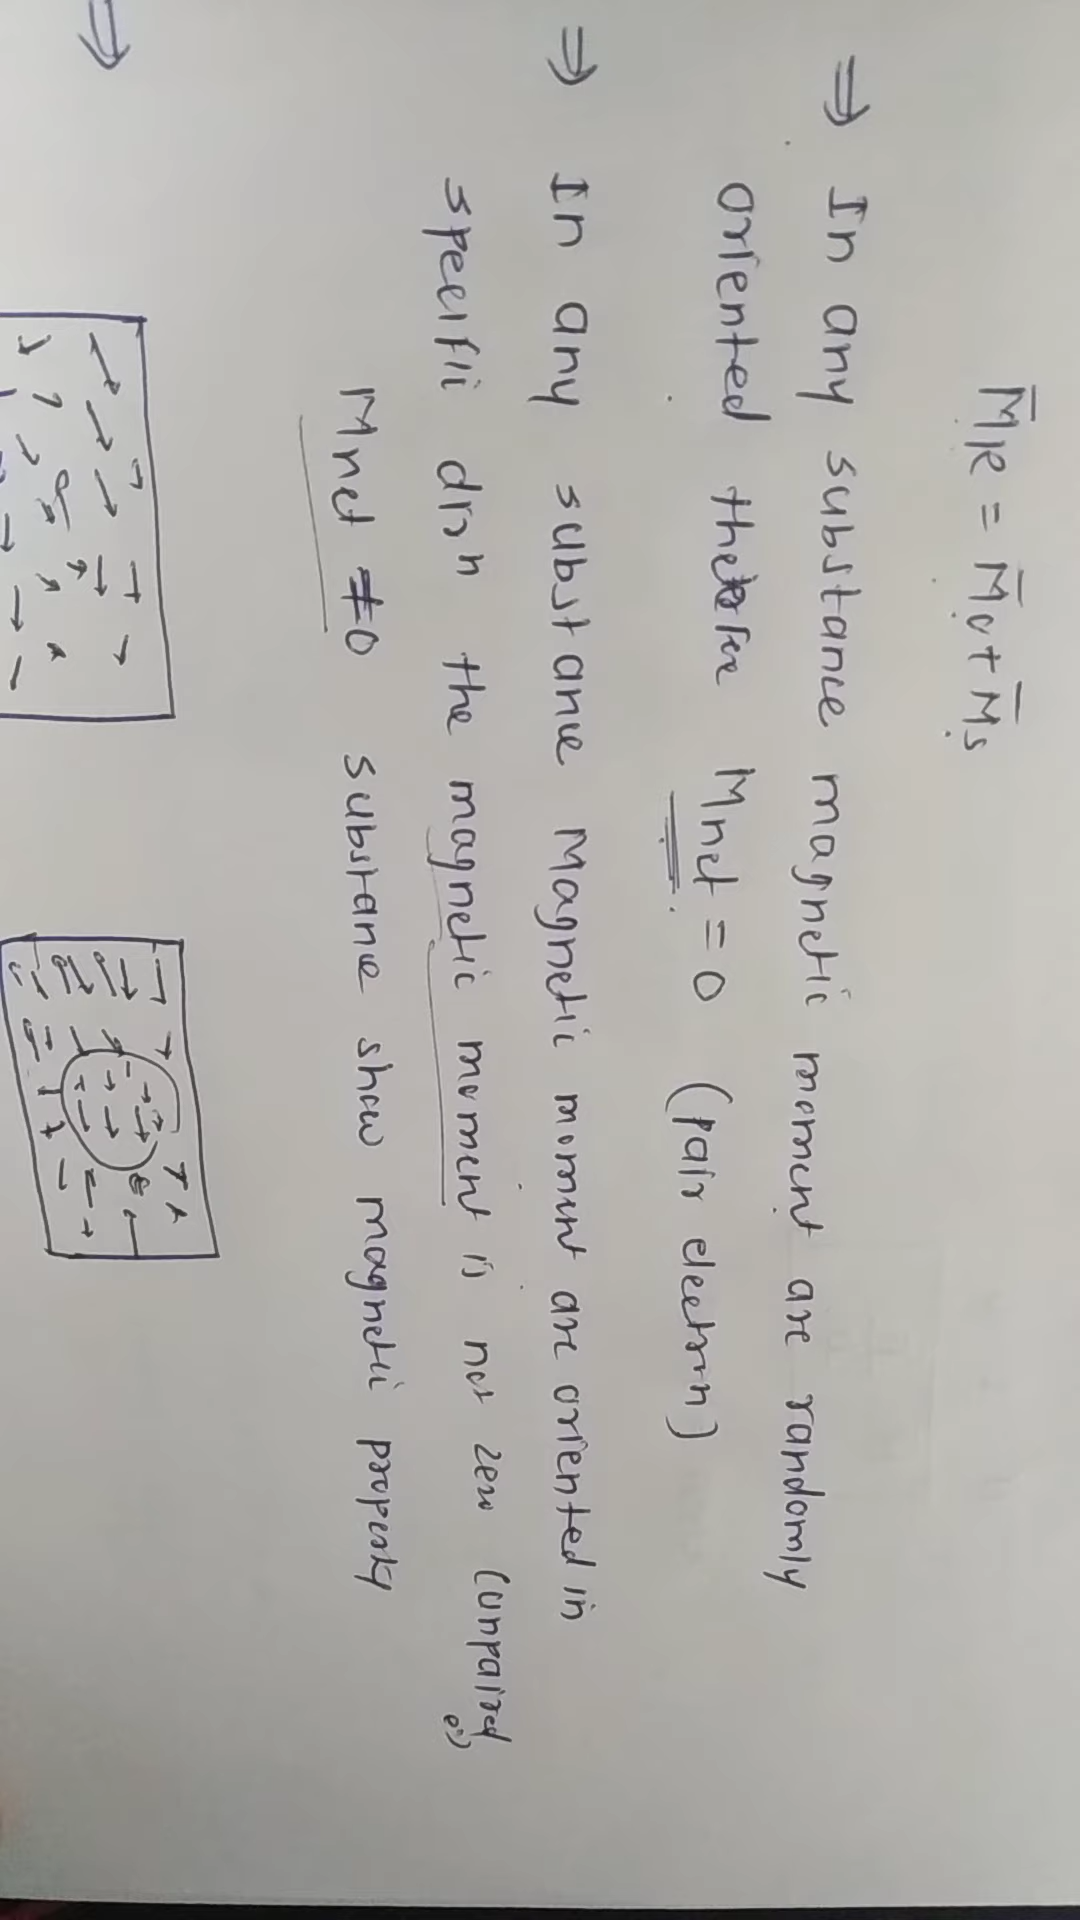 M̄R = M̄o + M̄s
⇒ In any substance magnetic moment are randomly
oriented therefore Mnet = 0 (pair electron)
⇒ In any substance Magnetic moment are oriented in
specific dirn the magnetic moment is not zero (unpaired
e⁻s)
Mnet ≠ 0 substance show magnetic property
⇒